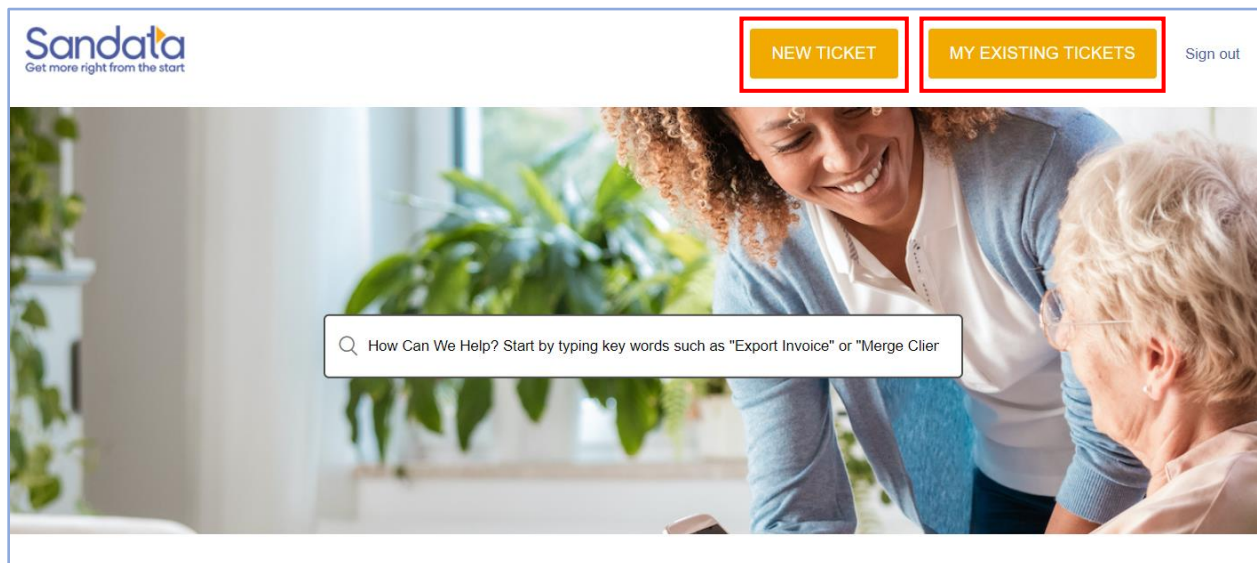 Sandata
Get more right from the start
NEW TICKET
MY EXISTING TICKETS
Sign out
How Can We Help? Start by typing key words such as "Export Invoice" or "Merge Clier